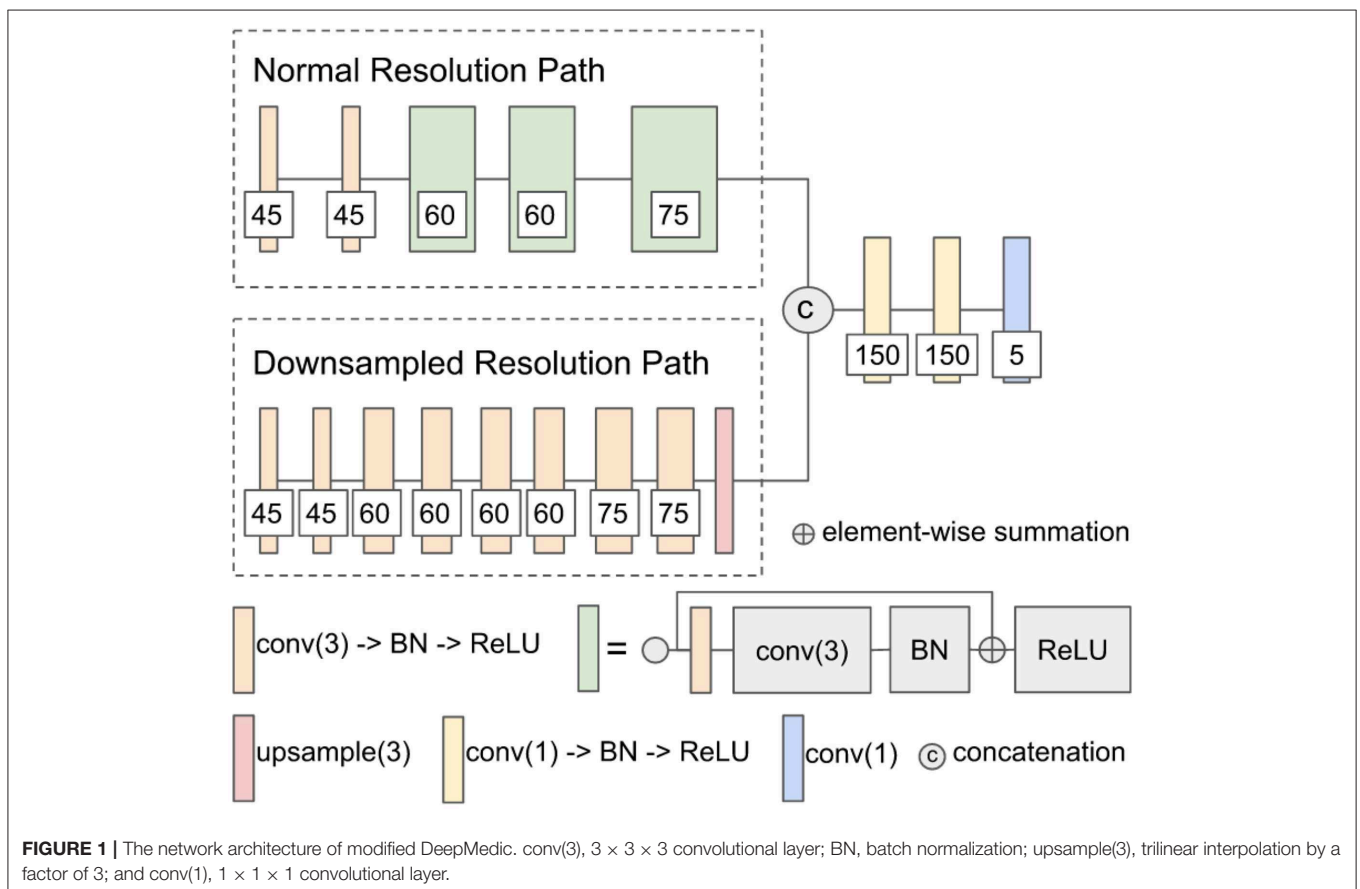 Normal Resolution Path
45 45 60 60 75
C
150 150 5
Downsampled Resolution Path
45 45 60 60 60 60 75 75
⊕ element-wise summation
conv(3) -> BN -> ReLU = conv(3) BN ⊕ ReLU
upsample(3) conv(1) -> BN -> ReLU conv(1) c concatenation
FIGURE 1 | The network architecture of modified DeepMedic. conv(3), 3 × 3 × 3 convolutional layer; BN, batch normalization; upsample(3), trilinear interpolation by a
factor of 3; and conv(1), 1 × 1 × 1 convolutional layer.